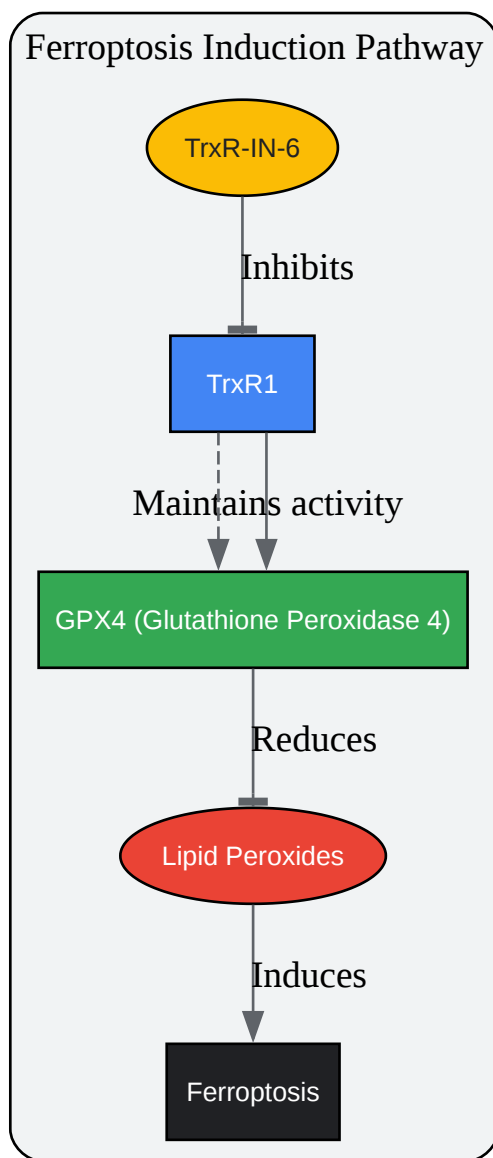 Ferroptosis Induction Pathway
TrxR-IN-6
Inhibits
TrxR1
Maintains activity
GPX4 (Glutathione Peroxidase 4)
Reduces
Lipid Peroxides
Induces
Ferroptosis